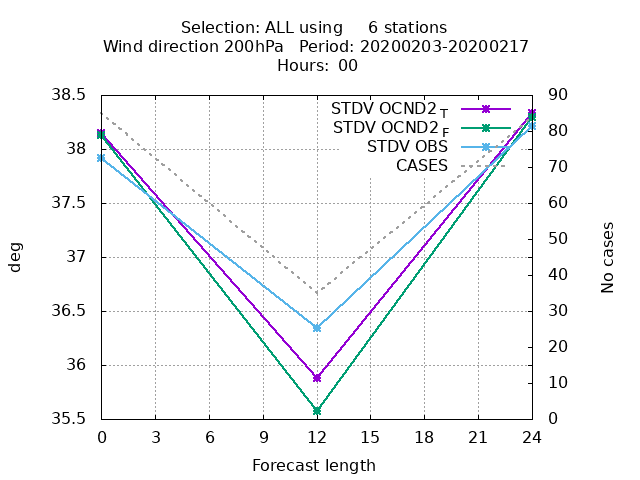 Selection: ALL using     6 stations
Wind direction 200hPa   Period: 20200203-20200217
Hours:  00
38.5
38
37.5
37
36.5
36
35.5
deg
STDV OCND2 T
STDV OCND2 F
STDV OBS
CASES
90
80
70
60
50
40
30
20
10
0
No cases
0 3 6 9 12 15 18 21 24
Forecast length